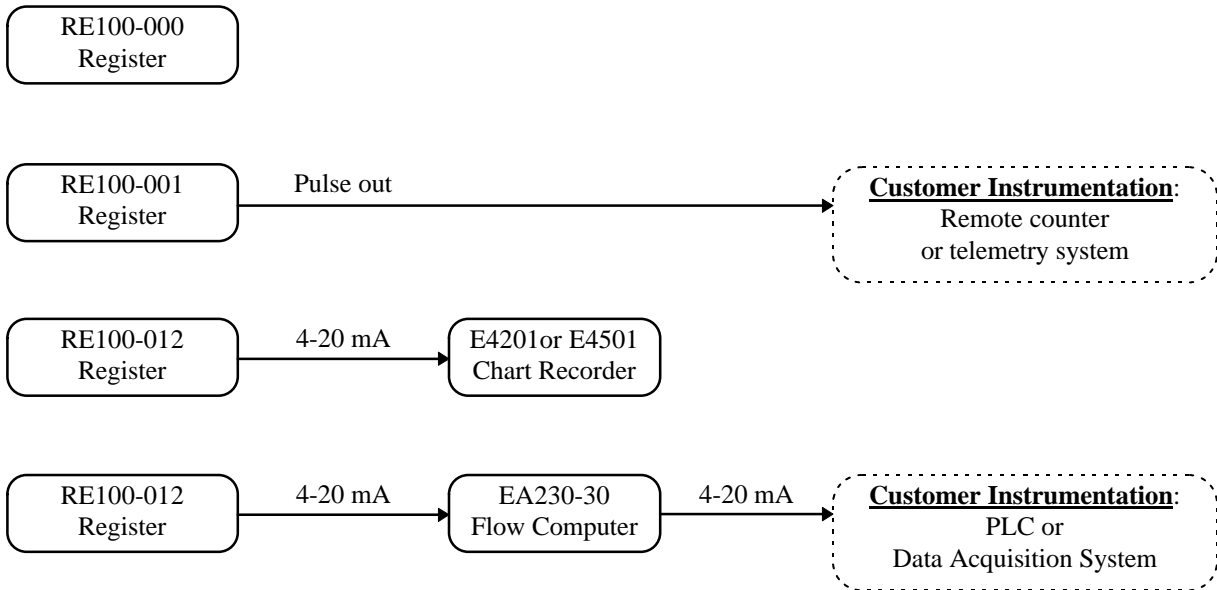 RE100-000
Register
RE100-001
Register
Pulse out
Customer Instrumentation:
Remote counter
or telemetry system
RE100-012
Register
4-20 mA
E4201or E4501
Chart Recorder
RE100-012
Register
4-20 mA
EA230-30
Flow Computer
4-20 mA
Customer Instrumentation:
PLC or
Data Acquisition System